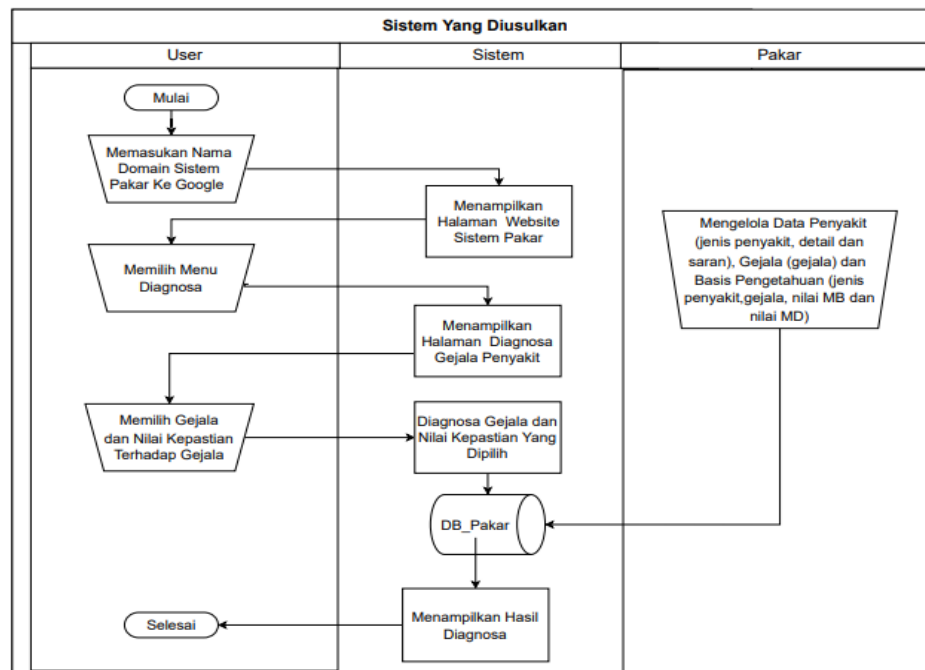 Sistem Yang Diusulkan
User
Sistem
Pakar
Mulai
Memasukan Nama
Domain Sistem
Pakar Ke Google
Menampilkan
Halaman Website
Sistem Pakar
Mengelola Data Penyakit
(jenis penyakit, detail dan
saran), Gejala (gejala) dan
Basis Pengetahuan (jenis
penyakit,gejala, nilai MB dan
nilai MD)
Memilih Menu
Diagnosa
Menampilkan
Halaman Diagnosa
Gejala Penyakit
Memilih Gejala
dan Nilai Kepastian
Terhadap Gejala
Diagnosa Gejala dan
Nilai Kepastian Yang
Dipilih
DB_Pakar
Menampilkan Hasil
Diagnosa
Selesai